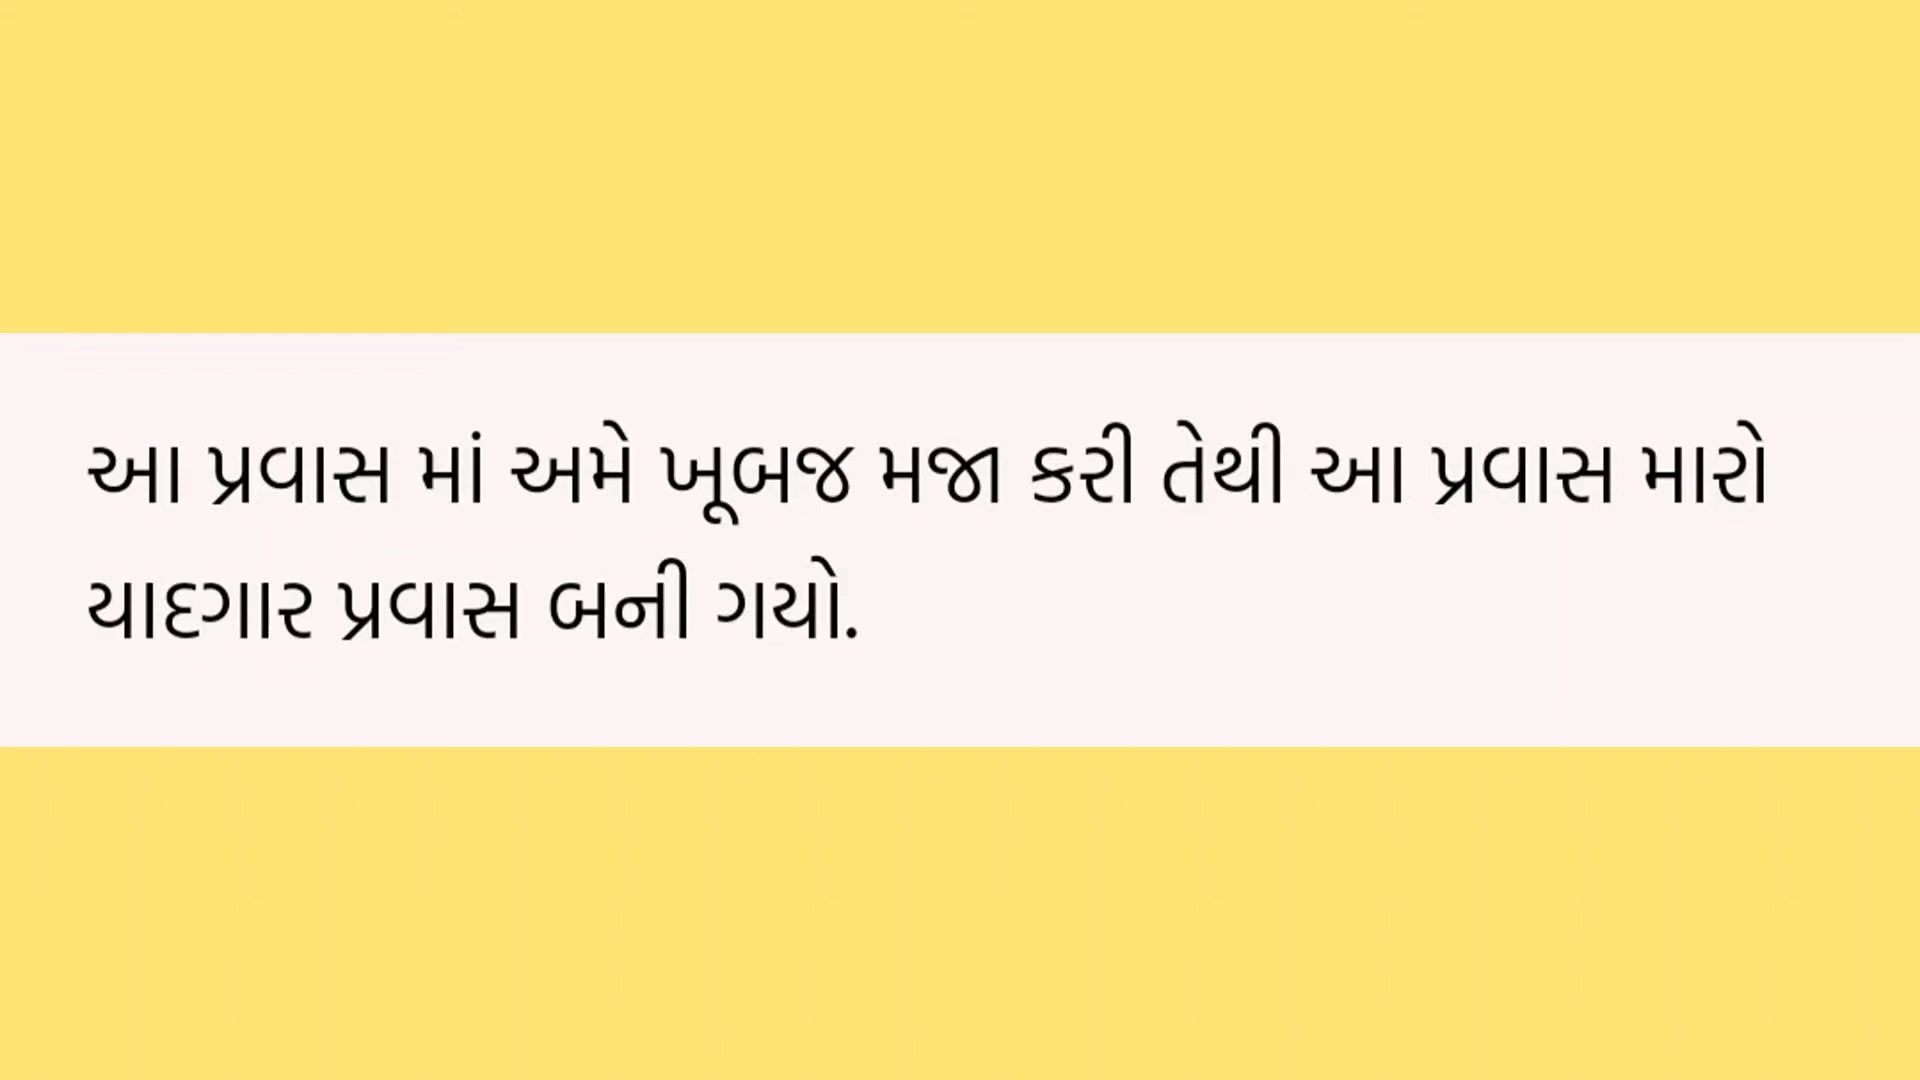 આ પ્રવાસ માં અમે ખૂબજ મજા કરી તેથી આ પ્રવાસ મારો
યાદગાર પ્રવાસ બની ગયો.